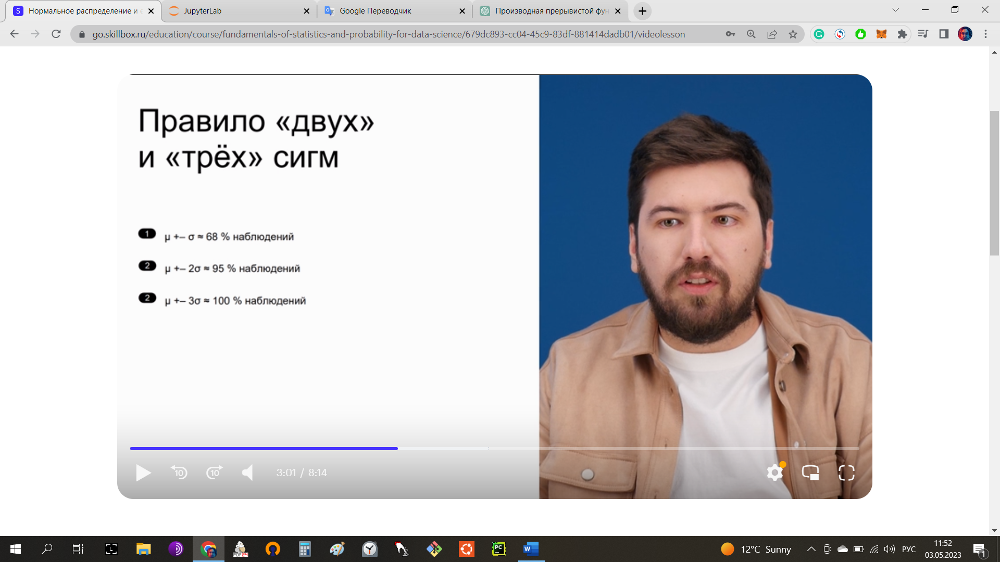 Нормальное распределение и е
JupyterLab
Google Переводчик
Производная прерывистой фун
go.skillbox.ru/education/course/fundamentals-of-statistics-and-probability-for-data-science/679dc893-cc04-45c9-83df-881414dadb01/videolesson
Правило «двух»
и «трёх» сигм
1 μ +– σ ≈ 68 % наблюдений
2 μ +– 2σ ≈ 95 % наблюдений
2 μ +– 3σ ≈ 100 % наблюдений
10 10 3:01 / 8:14
12°C Sunny
РУС
11:52
03.05.2023
1